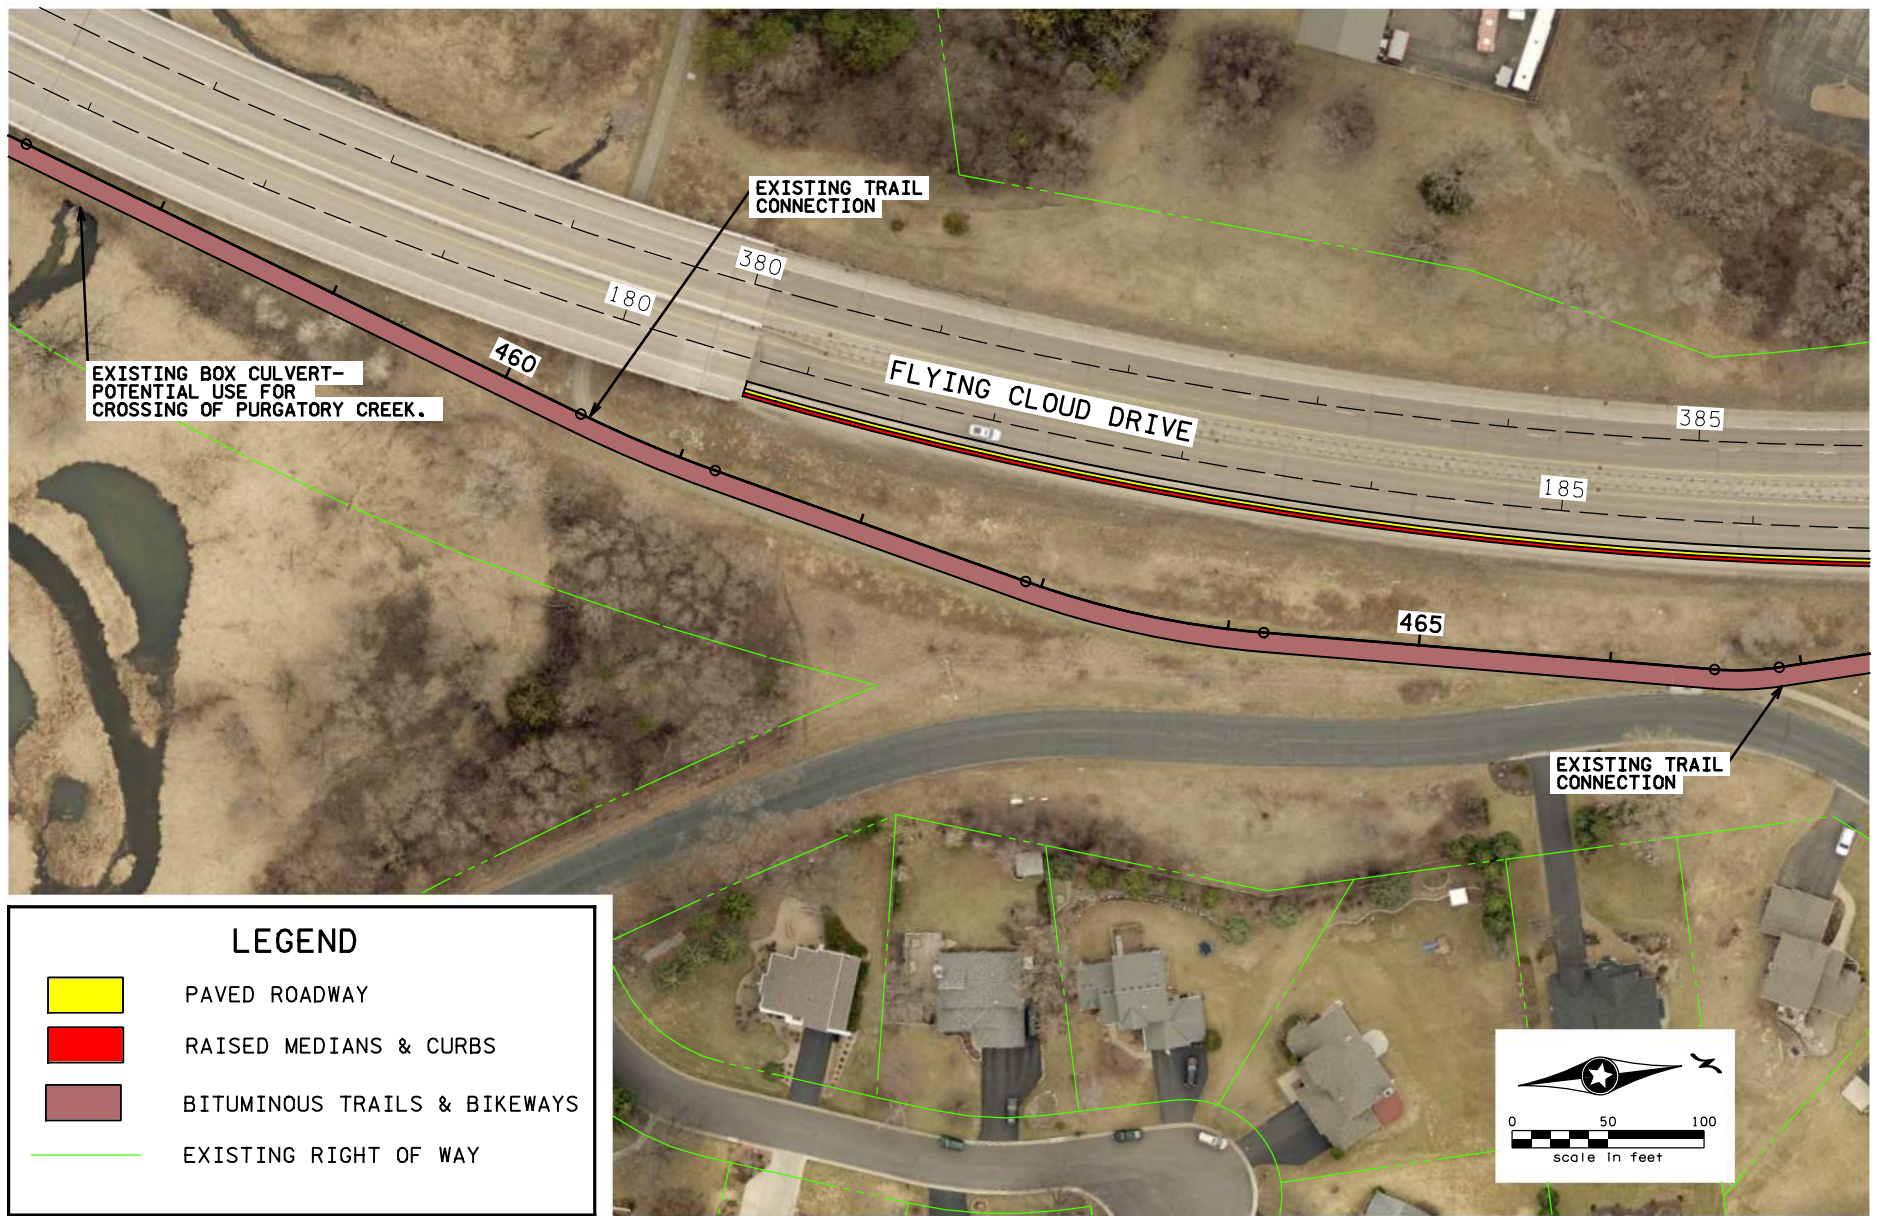 EXISTING TRAIL
CONNECTION
380
180
460
EXISTING BOX CULVERT-
POTENTIAL USE FOR
CROSSING OF PURGATORY CREEK.
FLYING CLOUD DRIVE
385
185
465
EXISTING TRAIL
CONNECTION
LEGEND
PAVED ROADWAY
RAISED MEDIANS & CURBS
BITUMINOUS TRAILS & BIKEWAYS
EXISTING RIGHT OF WAY
N
0 50 100
scale in feet